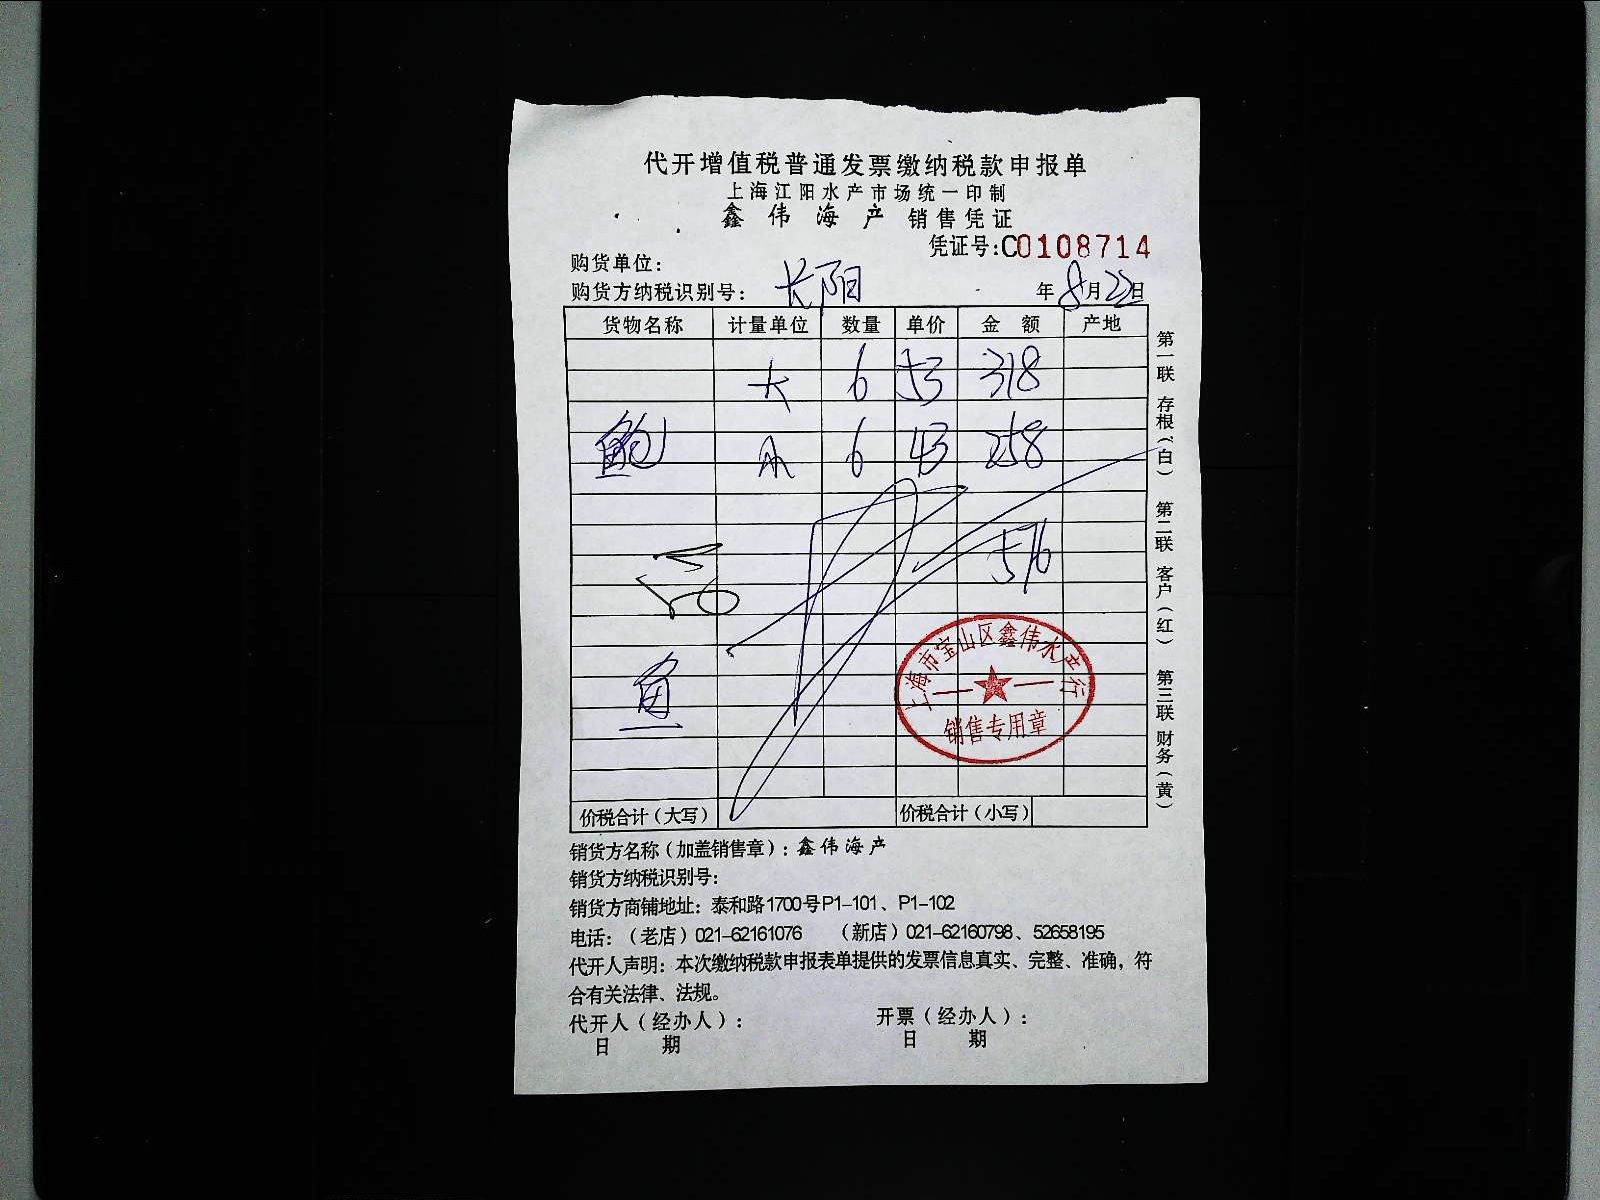 代开增值税普通发票缴纳税款申报单
上海江阳水产市场统一印制
鑫伟海产 销售凭证
凭证号:C0108714
购货单位:
购货方纳税识别号: 长阳 年8月22日
货物名称 计量单位 数量 单价 金额 产地
大 6 53 318
鲍 6 43 258
576
鱼
上海市宝山区鑫伟水产行
销售专用章
价税合计(大写) 价税合计(小写)
第一联 存根(白) 第二联 客户(红) 第三联 财务(黄)
销货方名称(加盖销售章): 鑫伟海产
销货方纳税识别号:
销货方商铺地址: 泰和路1700号P1-101、P1-102
电话: (老店) 021-62161076 (新店) 021-62160798、52658195
代开人声明: 本次缴纳税款申报表单提供的发票信息真实、完整、准确, 符
合有关法律、法规。
代开人(经办人): 开票(经办人):
日 期 日 期